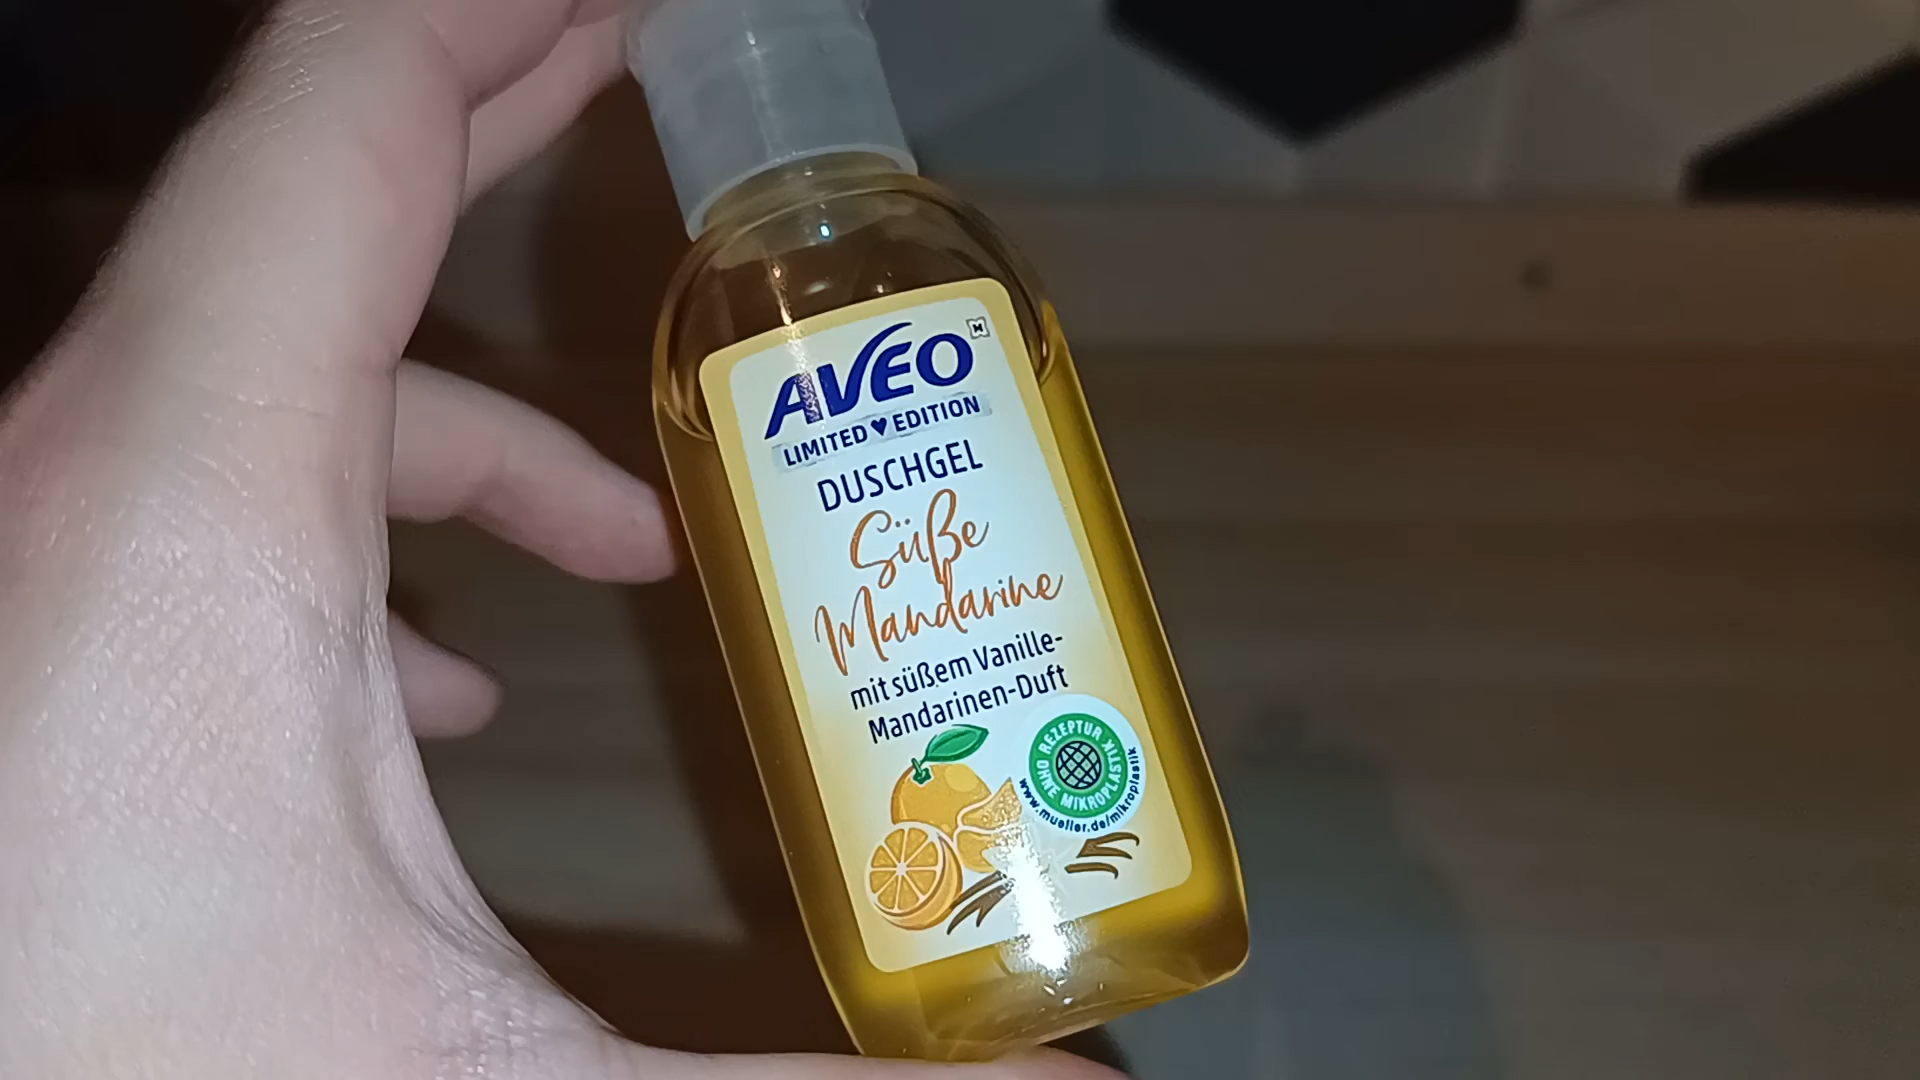 AVEO
LIMITED♥EDITION
DUSCHGEL
Süße
Mandarine
mit süßem Vanille-
Mandarinen-Duft
REZEPTUR
OHNE MIKROPLASTIK
www.mueller.de/mikroplastik